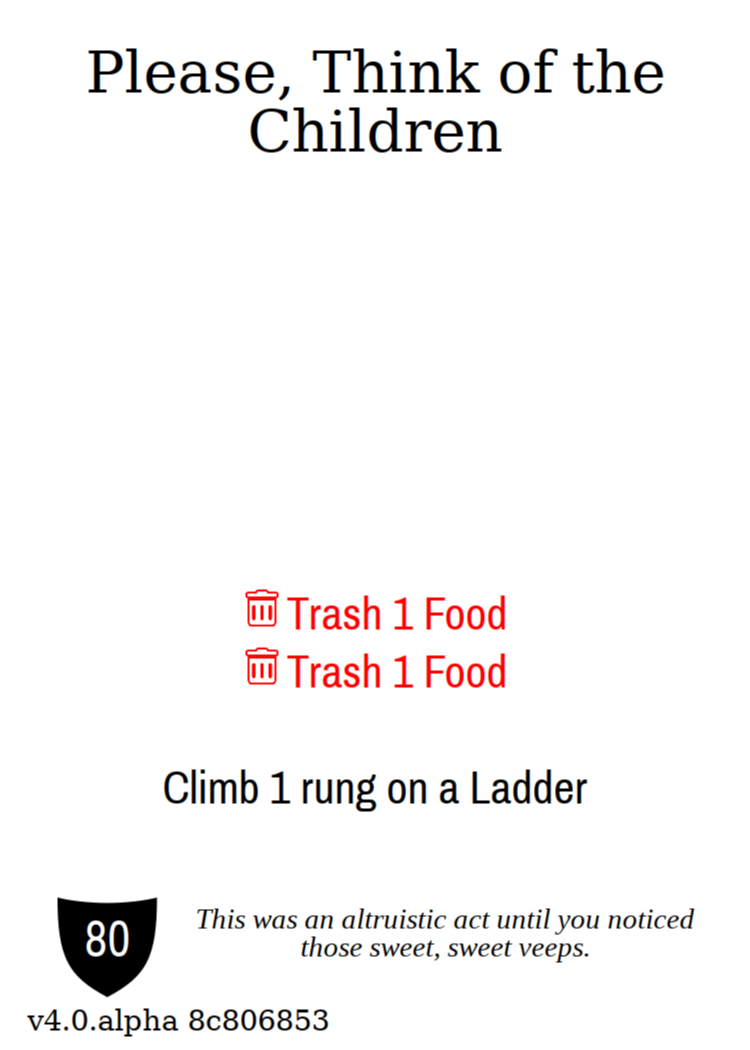 Please, Think of the
Children
Trash 1 Food
Trash 1 Food
Climb 1 rung on a Ladder
80
This was an altruistic act until you noticed
those sweet, sweet veeps.
v4.0.alpha 8c806853